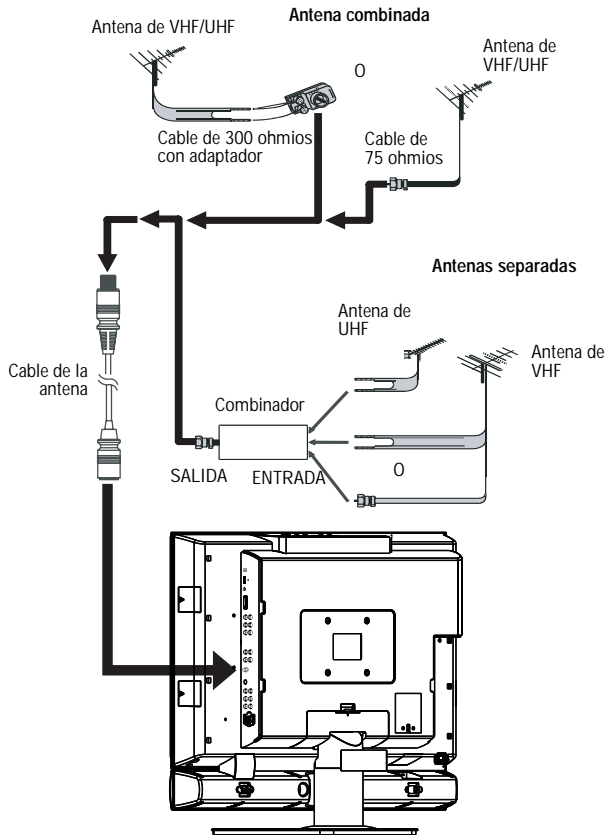 Antena combinada
Antena de VHF/UHF
O
Antena de
VHF/UHF
Cable de 300 ohmios
con adaptador
Cable de
75 ohmios
Antenas separadas
Antena de
UHF
Antena de
VHF
Cable de la
antena
Combinador
SALIDA
ENTRADA
O